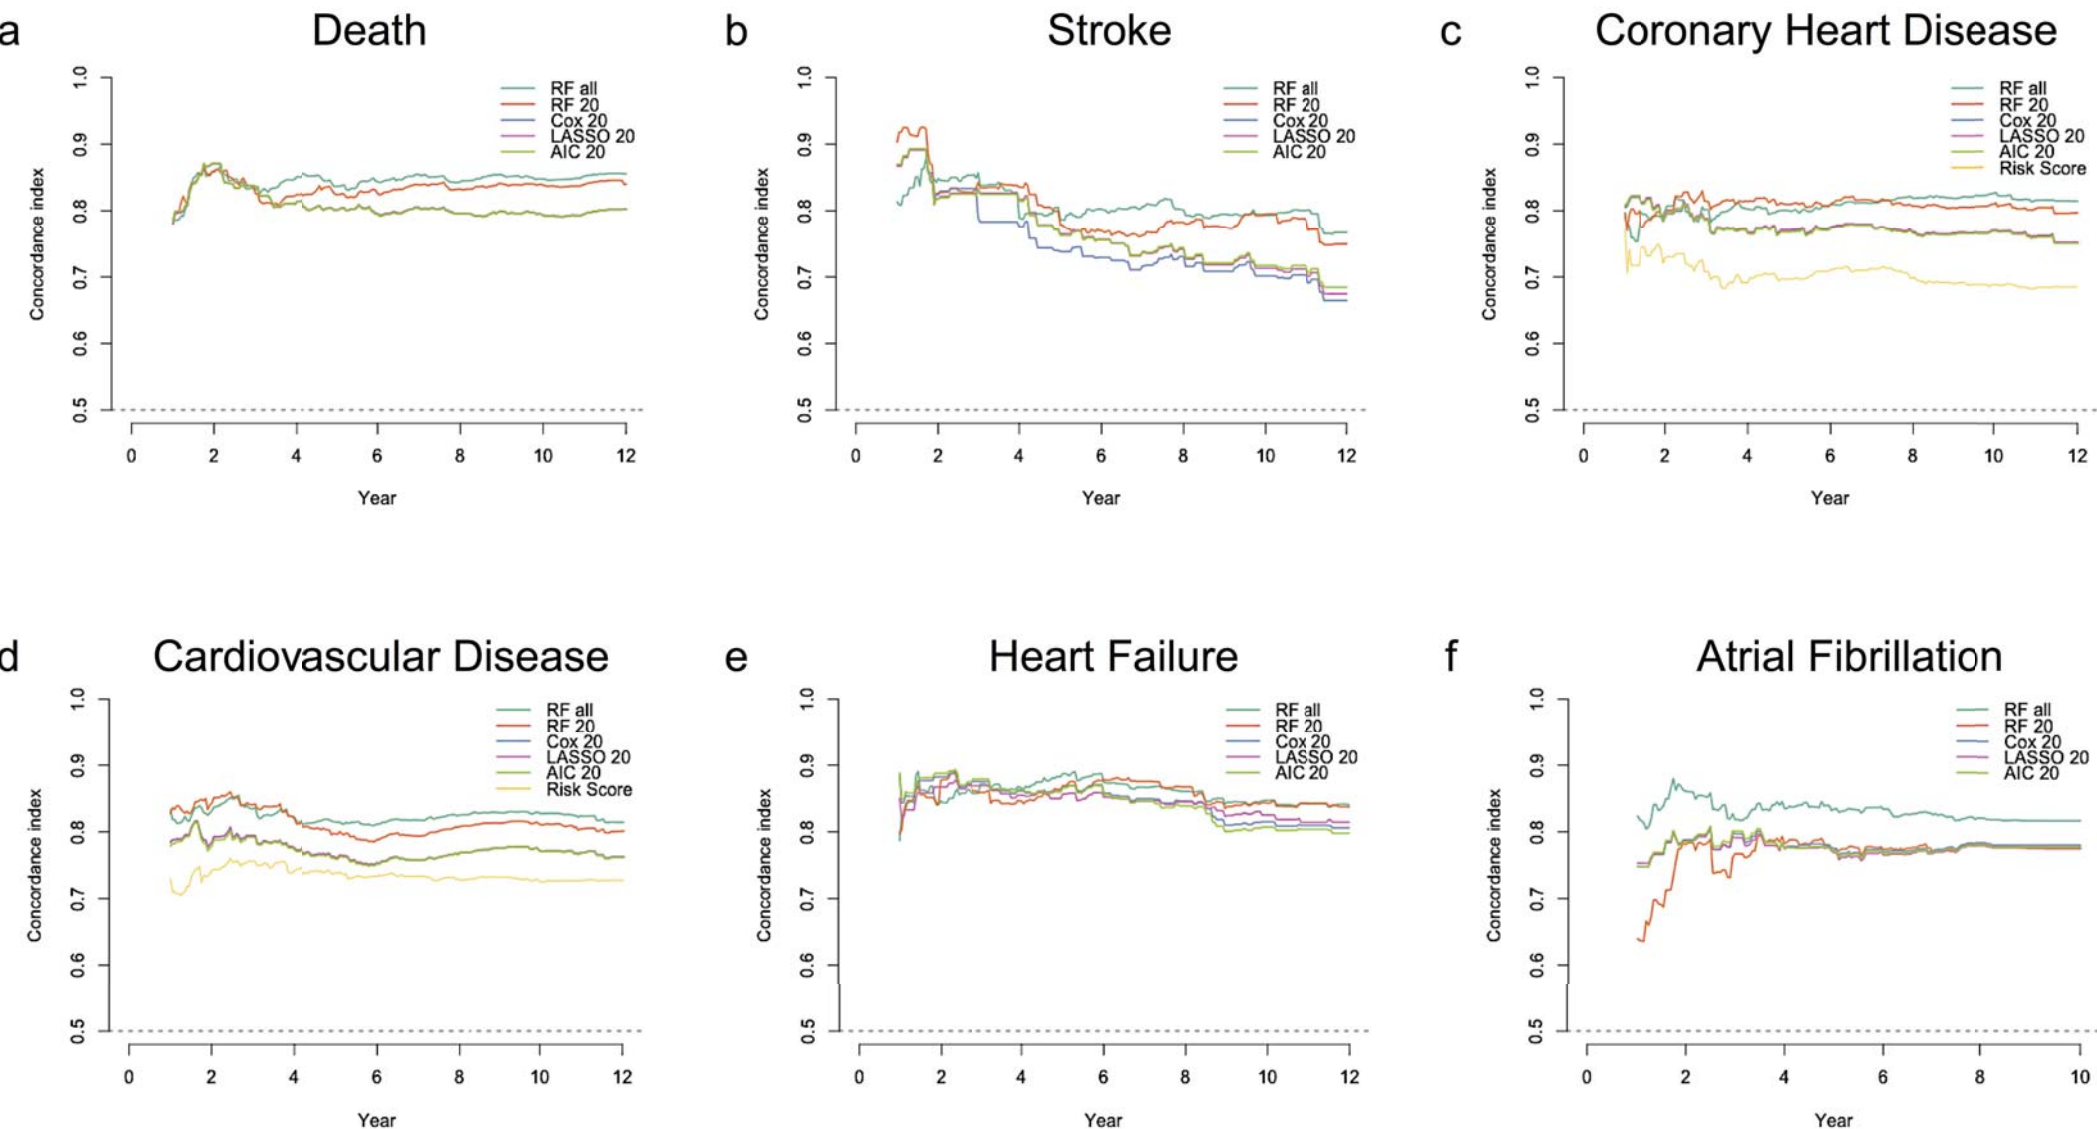 a
Death
1.0
0.9
0.8
0.7
0.6
0.5
Concordance index
RF all
RF 20
Cox 20
LASSO 20
AIC 20
0 2 4 6 8 10 12
Year
b
Stroke
1.0
0.9
0.8
0.7
0.6
0.5
Concordance index
RF all
RF 20
Cox 20
LASSO 20
AIC 20
0 2 4 6 8 10 12
Year
c
Coronary Heart Disease
1.0
0.9
0.8
0.7
0.6
0.5
Concordance index
RF all
RF 20
Cox 20
LASSO 20
AIC 20
Risk Score
0 2 4 6 8 10 12
Year
d
Cardiovascular Disease
1.0
0.9
0.8
0.7
0.6
0.5
Concordance index
RF all
RF 20
Cox 20
LASSO 20
AIC 20
Risk Score
0 2 4 6 8 10 12
Year
e
Heart Failure
1.0
0.9
0.8
0.7
0.6
0.5
Concordance index
RF all
RF 20
Cox 20
LASSO 20
AIC 20
0 2 4 6 8 10 12
Year
f
Atrial Fibrillation
1.0
0.9
0.8
0.7
0.6
0.5
Concordance index
RF all
RF 20
Cox 20
LASSO 20
AIC 20
0 2 4 6 8 10
Year